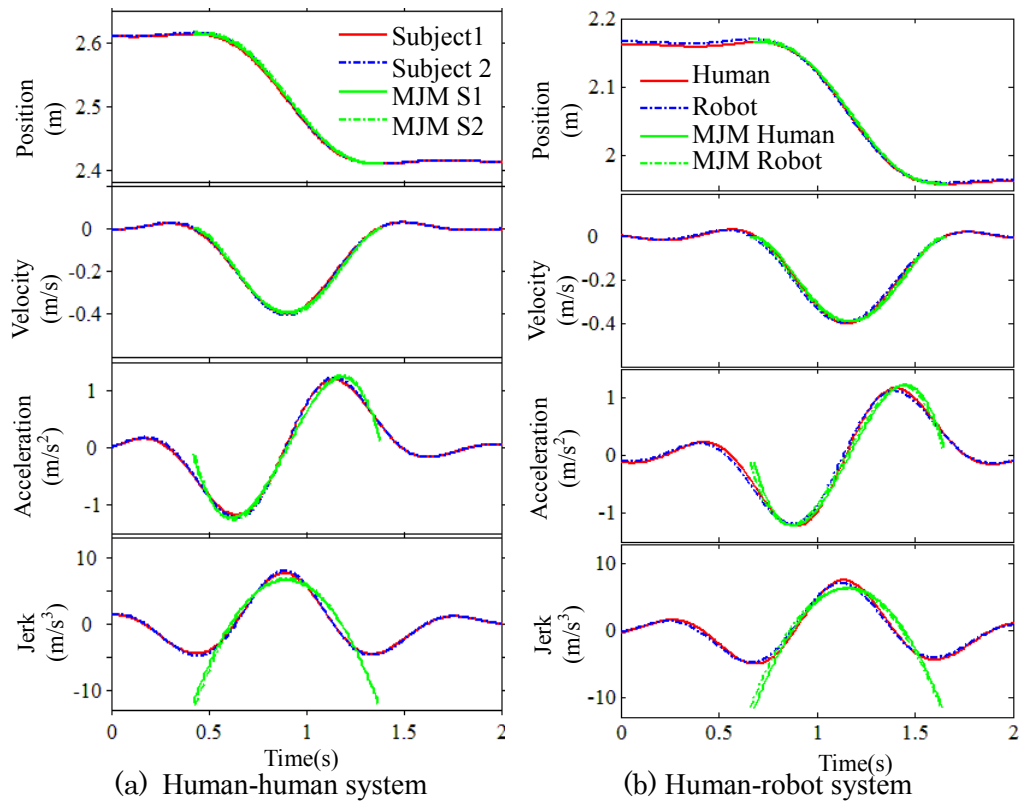 2.6
2.5
2.4
Position
(m)
Subject1
Subject 2
MJM S1
MJM S2
0
-0.2
-0.4
Velocity
(m/s)
1
0
-1
Acceleration
(m/s²)
10
0
-10
Jerk
(m/s³)
0
0.5
1
1.5
2
Time(s)
(a) Human-human system
2.2
2.1
2
Position
(m)
Human
Robot
MJM Human
MJM Robot
0
-0.2
-0.4
Velocity
(m/s)
1
0
-1
Acceleration
(m/s²)
10
0
-10
Jerk
(m/s³)
0
0.5
1
1.5
2
Time(s)
(b) Human-robot system